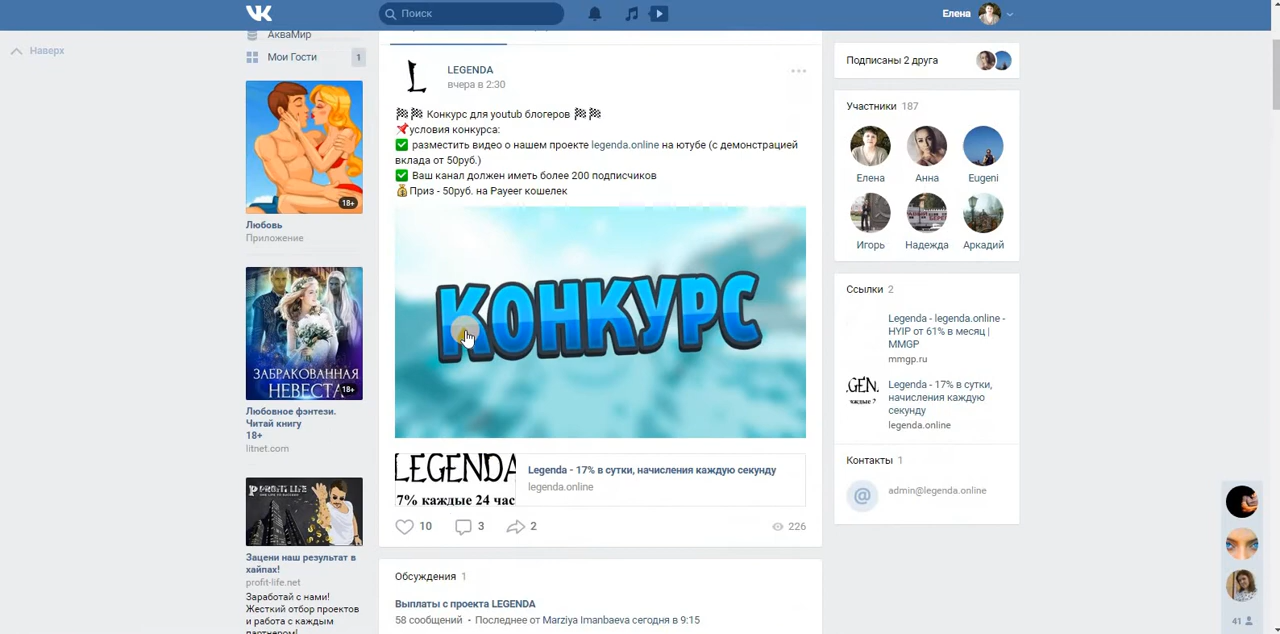 Поиск
Елена
Наверх
АкваМир
Мои Гости 1
18+
Любовь
Приложение
ЗАБРАКОВАННАЯ
НЕВЕСТА 18+
Любовное фэнтези.
Читай книгу
18+
litnet.com
PROFIT LIFE
Зацени наш результат в
хайпах!
profit-life.net
Заработай с нами!
Жесткий отбор проектов
и работа с каждым
партнером!
LEGENDA
вчера в 2:30
Конкурс для youtub блогеров
условия конкурса:
разместить видео о нашем проекте legenda.online на ютубе (с демонстрацией
вклада от 50руб.)
Ваш канал должен иметь более 200 подписчиков
Приз - 50руб. на Payeer кошелек
КОНКУРС
LEGENDA
7% каждые 24 час
Legenda - 17% в сутки, начисления каждую секунду
legenda.online
10 3 2 226
Обсуждения 1
Выплаты с проекта LEGENDA
58 сообщений • Последнее от Marziya Imanbaeva сегодня в 9:15
Подписаны 2 друга
Участники 187
Елена Анна Eugeni
Игорь Надежда Аркадий
Ссылки 2
Legenda - legenda.online -
HYIP от 61% в месяц |
MMGP
mmgp.ru
Legenda - 17% в сутки,
начисления каждую
секунду
legenda.online
Контакты 1
@ admin@legenda.online
41